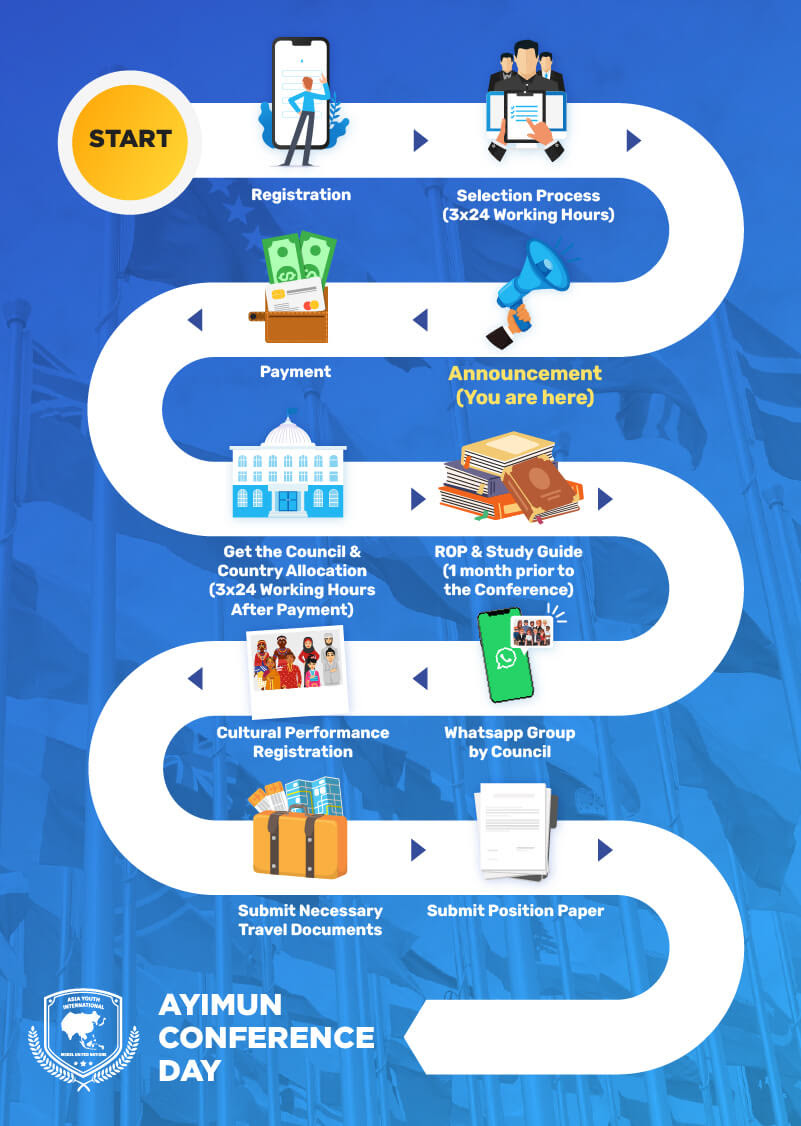 START
Registration
Selection Process
(3x24 Working Hours)
Announcement
(You are here)
Payment
Get the Council &
Country Allocation
(3x24 Working Hours
After Payment)
ROP & Study Guide
(1 month prior to
the Conference)
Whatsapp Group
by Council
Cultural Performance
Registration
Submit Necessary
Travel Documents
Submit Position Paper
ASIA YOUTH
INTERNATIONAL
MODEL UNITED NATIONS
AYIMUN
CONFERENCE
DAY